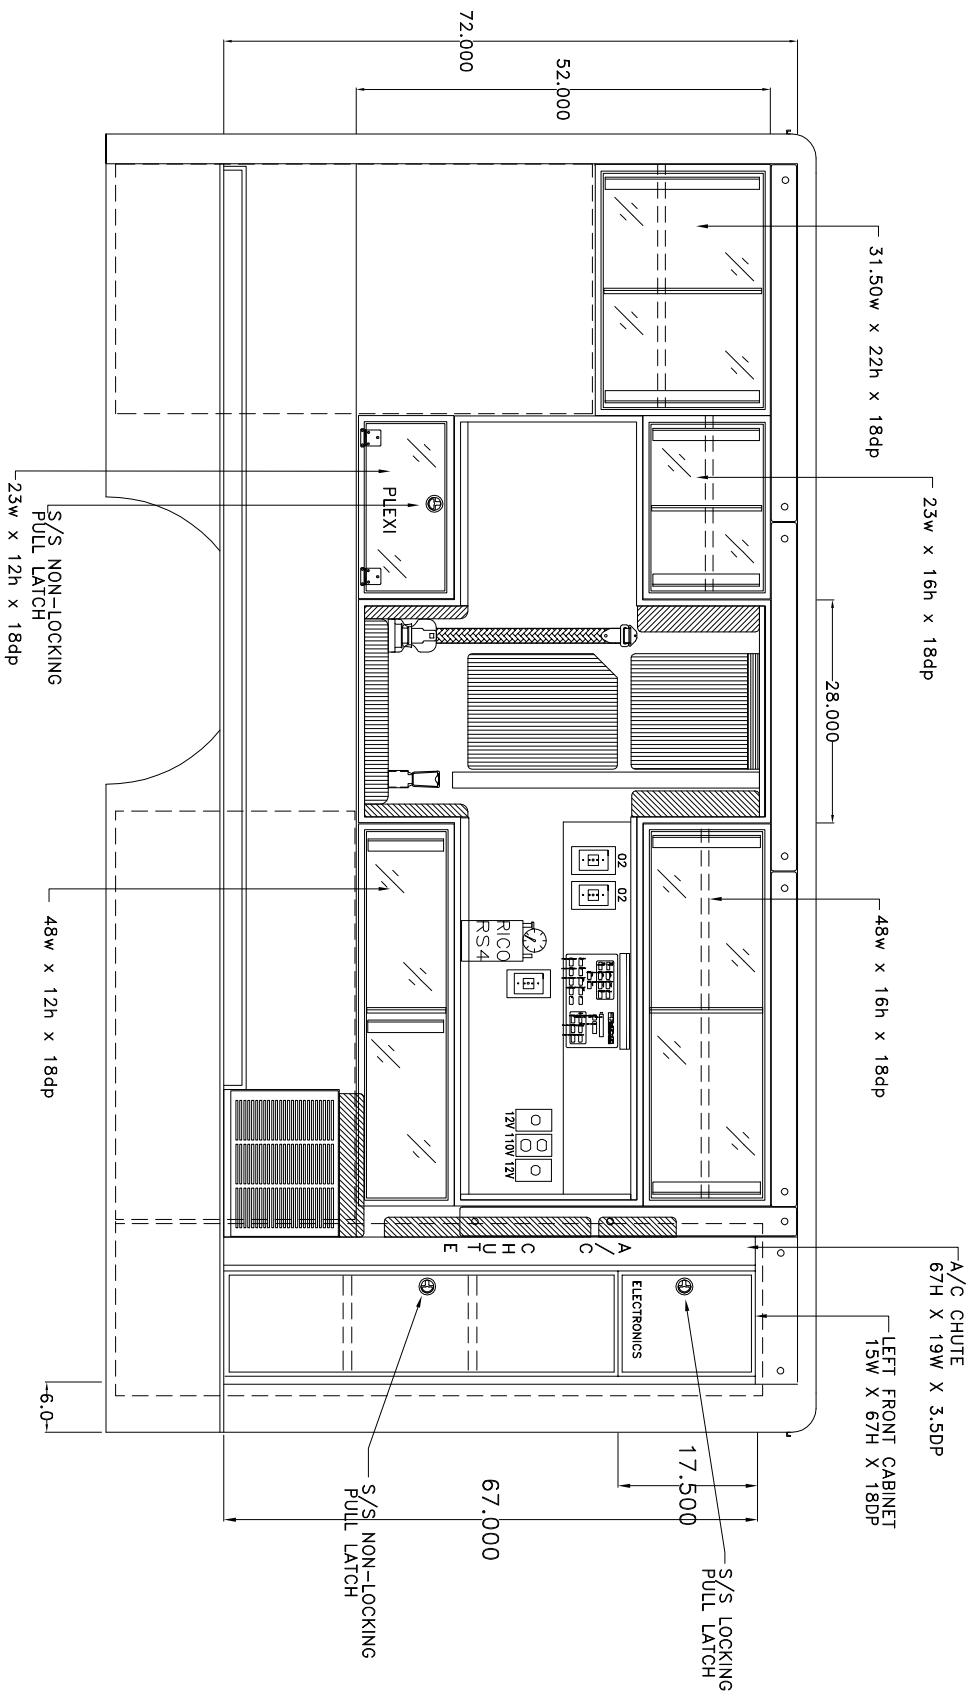 72.000
52.000
31.50w x 22h x 18dp
23w x 16h x 18dp
28.000
48w x 16h x 18dp
A/C CHUTE
67H X 19W X 3.5DP
LEFT FRONT CABINET
15W X 67H X 18DP
S/S LOCKING
PULL LATCH
17.500
67.000
S/S NON-LOCKING
PULL LATCH
6.0
ELECTRONICS
A/C
CHUTE
O2
O2
RICO
RS4
12V
110V
12V
PLEXI
S/S NON-LOCKING
PULL LATCH
23w x 12h x 18dp
48w x 12h x 18dp